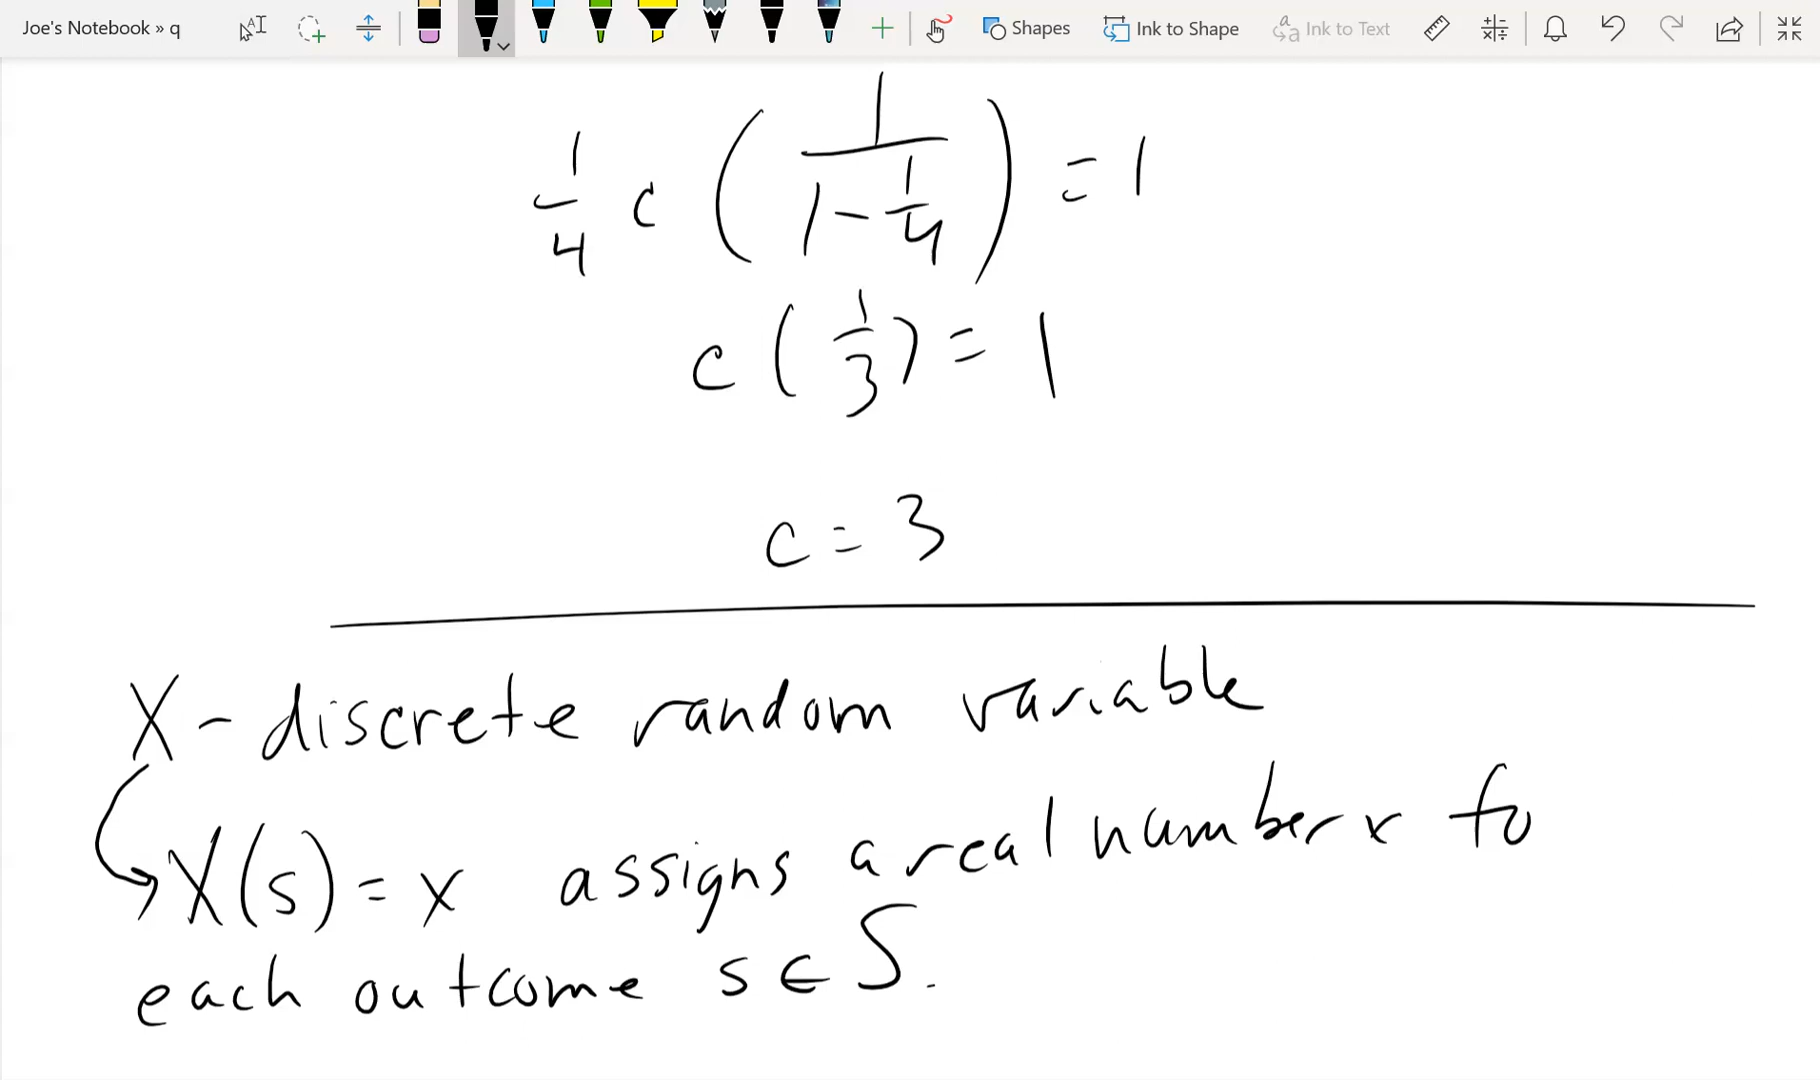 Joe's Notebook » q Shapes Ink to Shape Ink to Text
1/4 c ( 1/(1 - 1/4) ) = 1
c ( 1/3 ) = 1
c = 3
X - discrete random variable
X(s) = x assigns a real number x to
each outcome s ∈ S.